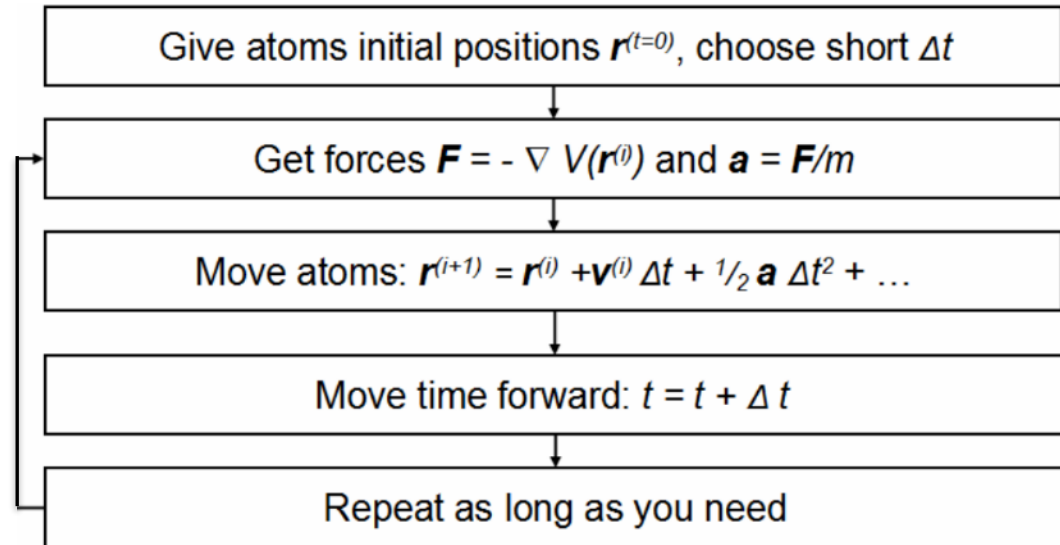 Give atoms initial positions r⁽ᵗ⁼⁰⁾, choose short Δt
Get forces F = - ∇ V(r⁽ⁱ⁾) and a = F/m
Move atoms: r⁽ⁱ⁺¹⁾ = r⁽ⁱ⁾ +v⁽ⁱ⁾ Δt + ¹/₂ a Δt² + ...
Move time forward: t = t + Δ t
Repeat as long as you need